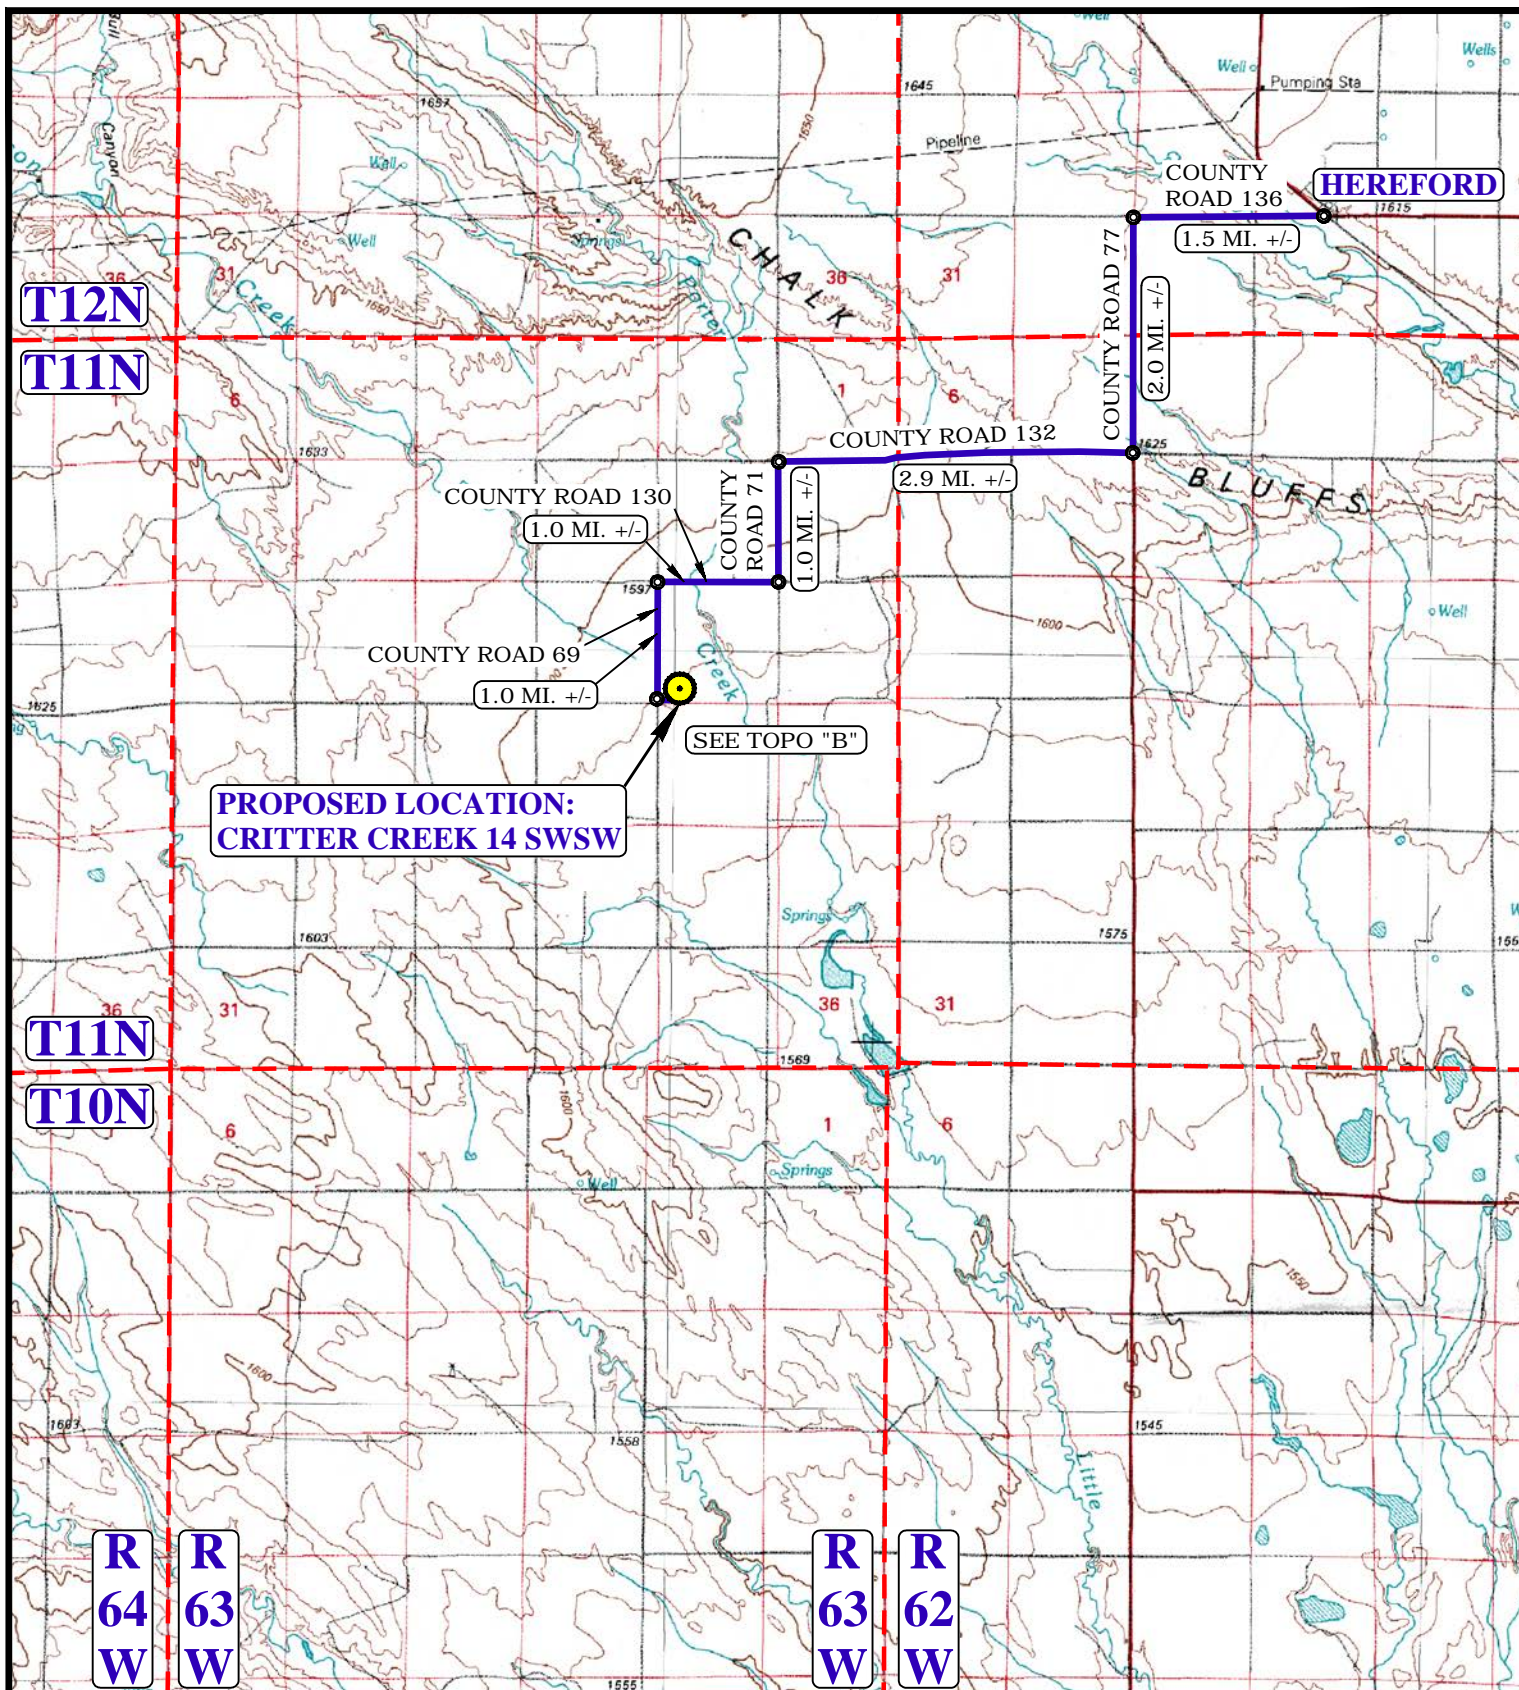 Bill
Canyon
1657
1645
Well
Well
Wells
Pumping Sta
1650
Pipeline
Well
Well
Springs
COUNTY
ROAD 136
HEREFORD
1615
1.5 MI. +/-
CHALK
Porter
Creek
36
31
36
31
1650
T12N
T11N
COUNTY ROAD 77
2.0 MI. +/-
6
1
6
1633
COUNTY ROAD 132
2.9 MI. +/-
1625
BLUFFS
COUNTY ROAD 130
1.0 MI. +/-
COUNTY
ROAD 71
1.0 MI. +/-
1597
1600
Well
COUNTY ROAD 69
1.0 MI. +/-
Creek
1625
SEE TOPO "B"
PROPOSED LOCATION:
CRITTER CREEK 14 SWSW
Springs
1603
1575
36
31
36
31
T11N
T10N
1569
1600
6
1
6
Well
Springs
1550
1600
1603
1558
1545
Little
R
64
W
R
63
W
R
63
W
R
62
W
1555